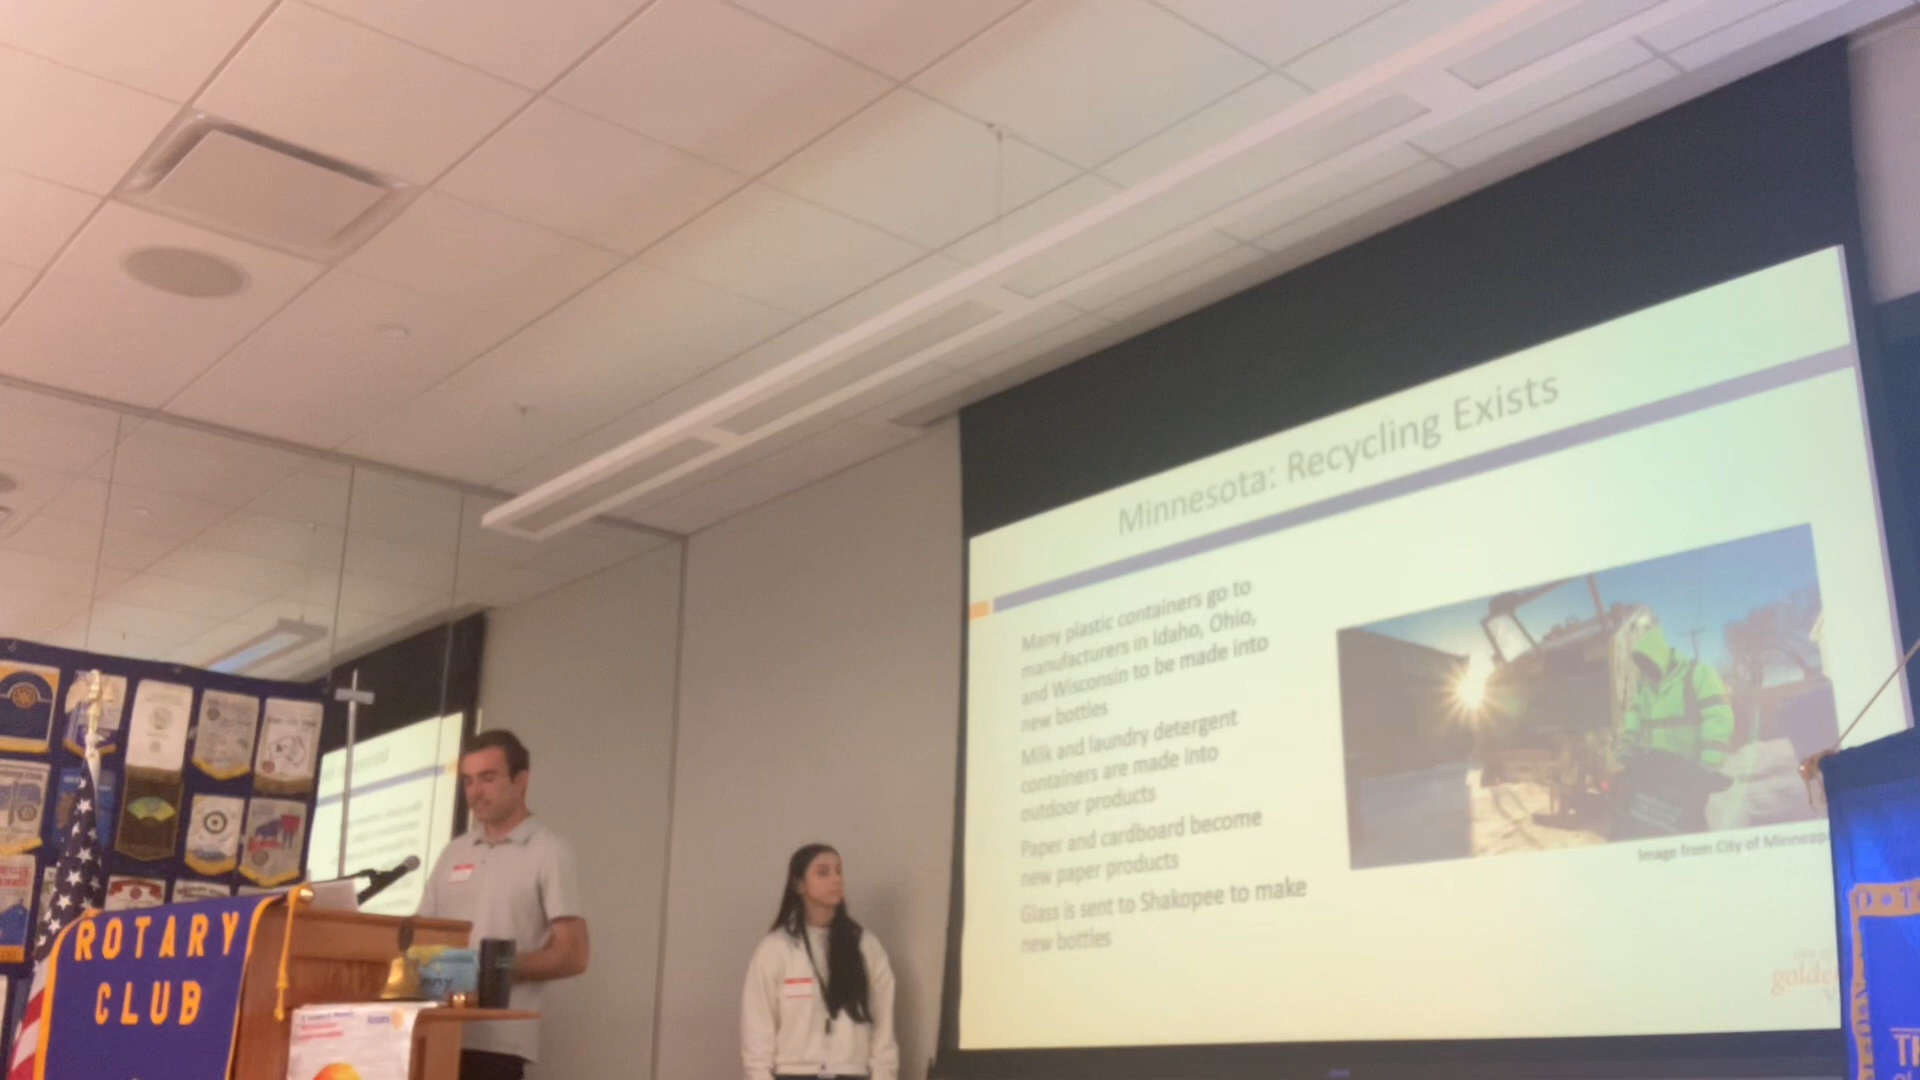 Minnesota: Recycling Exists
Many plastic containers go to
manufacturers in Idaho, Ohio,
and Wisconsin to be made into
new bottles
Milk and laundry detergent
containers are made into
outdoor products
Paper and cardboard become
new paper products
Glass is sent to Shakopee to make
new bottles
Image from City of Minneap
golde
ROTARY
CLUB